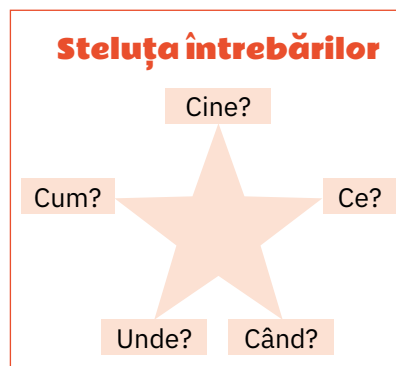 Steluța întrebărilor
Cine?
Cum?
Ce?
Unde?
Când?